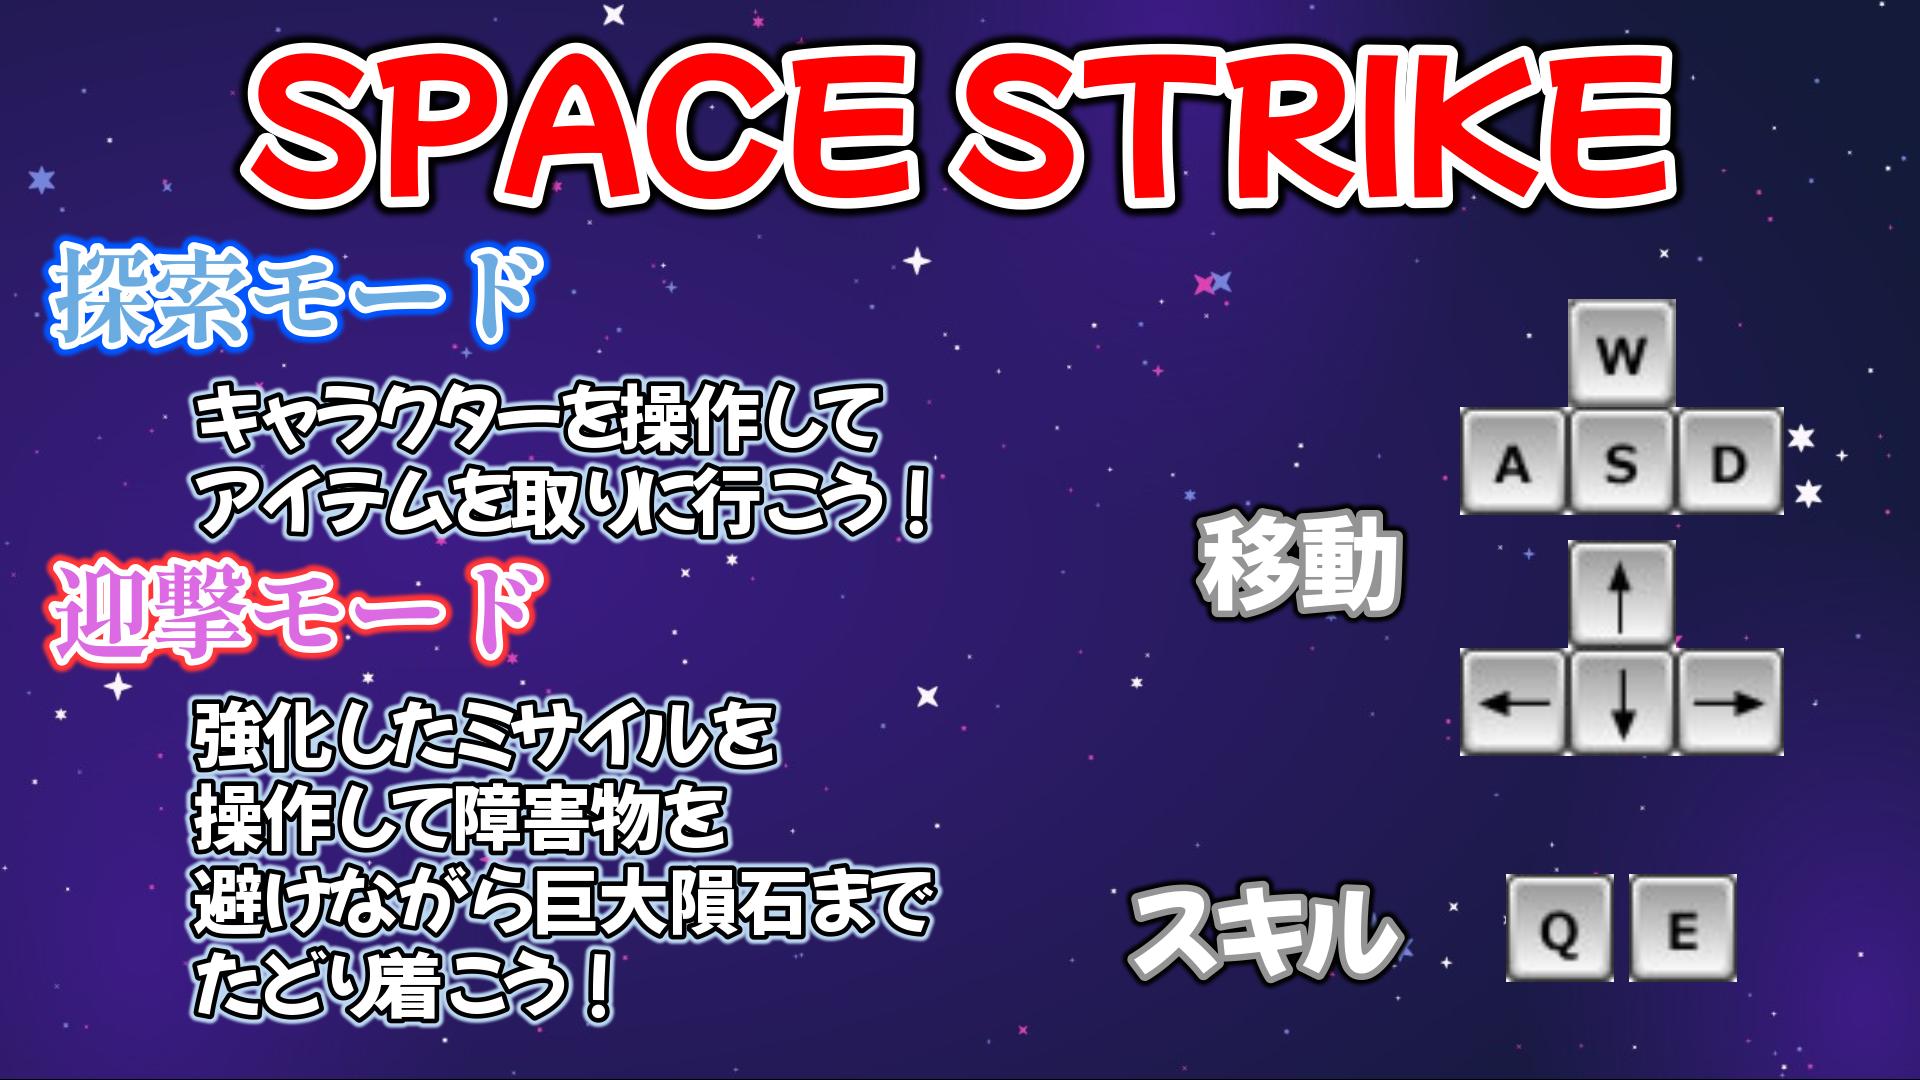 SPACE STRIKE
探索モード
キャラクターを操作して
アイテムを取りに行こう！
迎撃モード
強化したミサイルを
操作して障害物を
避けながら巨大隕石まで
たどり着こう！
移動
W
A S D
↑
← ↓ →
スキル
Q E